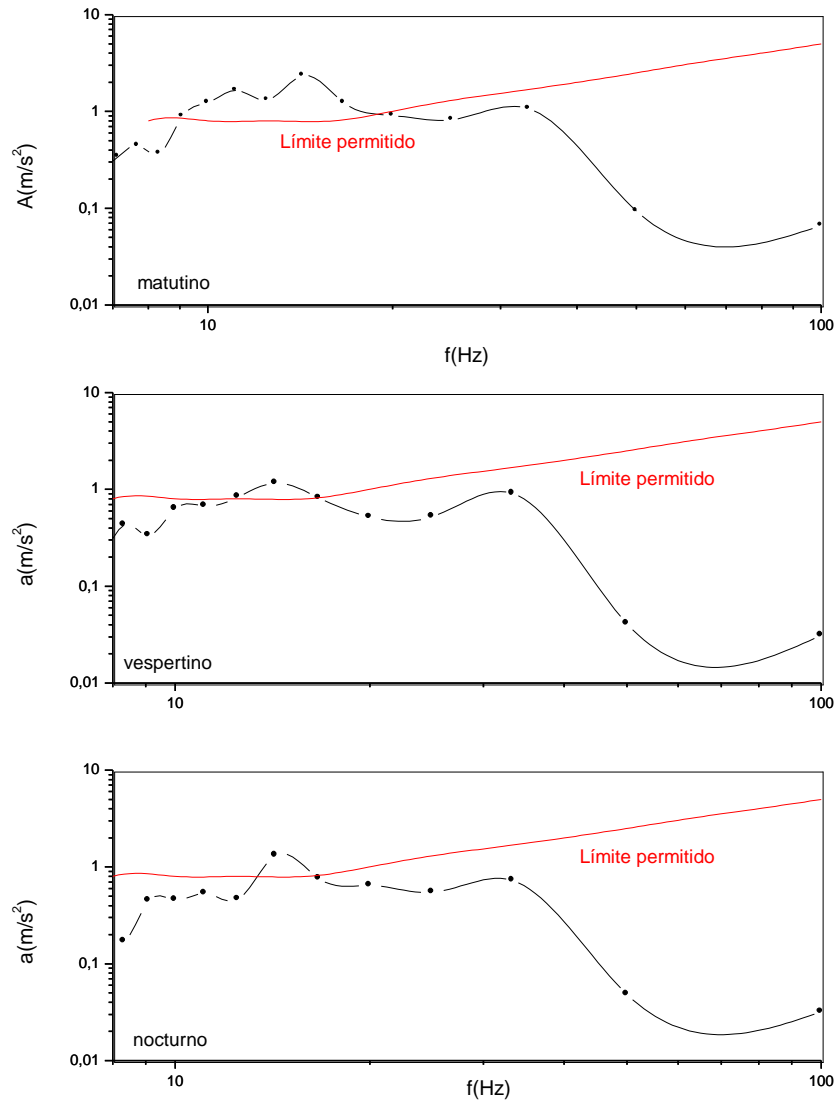 10
1
0,1
0,01
A(m/s²)
Límite permitido
matutino
10
100
f(Hz)
10
1
0,1
0,01
a(m/s²)
Límite permitido
vespertino
10
100
10
1
0,1
0,01
a(m/s²)
Límite permitido
nocturno
10
100
f(Hz)